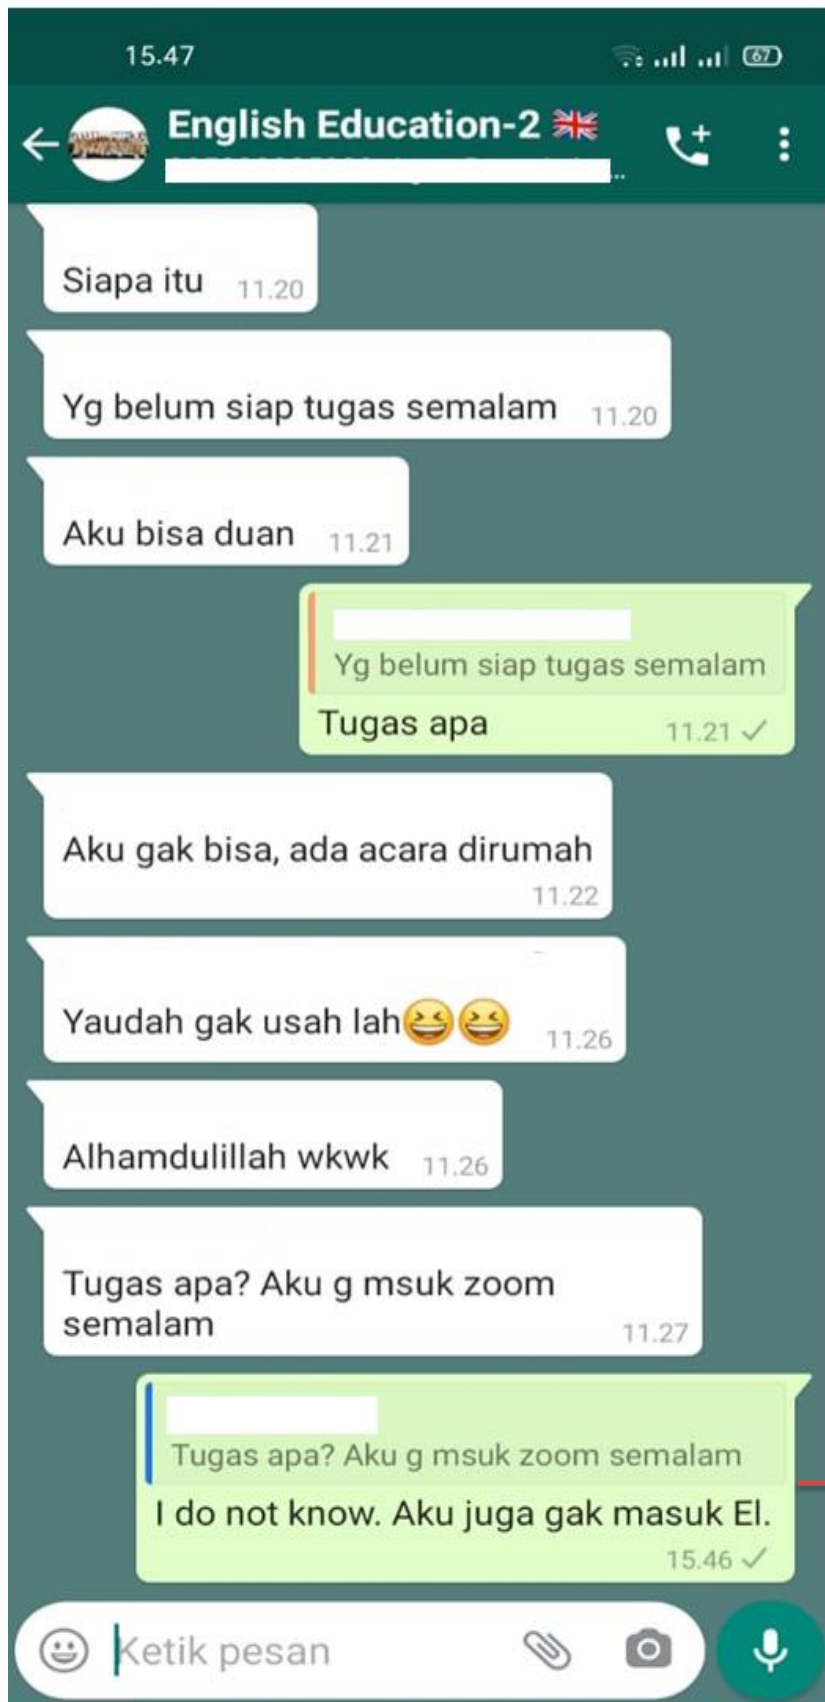 15.47
67
English Education-2
...
Siapa itu 11.20
Yg belum siap tugas semalam 11.20
Aku bisa duan 11.21
Yg belum siap tugas semalam
Tugas apa 11.21
Aku gak bisa, ada acara dirumah
11.22
Yaudah gak usah lah😆😆 11.26
Alhamdulillah wkwk 11.26
Tugas apa? Aku g msuk zoom
semalam 11.27
Tugas apa? Aku g msuk zoom semalam
I do not know. Aku juga gak masuk El.
15.46
Ketik pesan